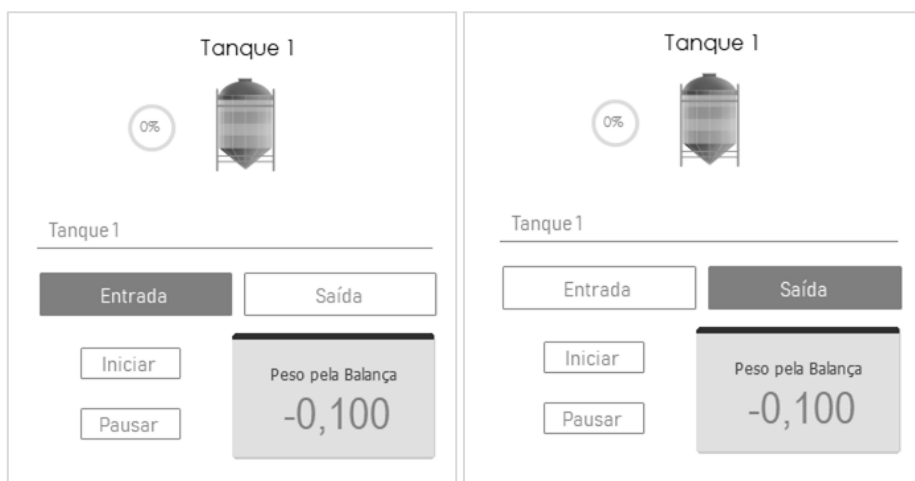 Tanque 1
0%
Tanque 1
Entrada Saída
Iniciar
Pausar
Peso pela Balança
-0,100
Tanque 1
0%
Tanque 1
Entrada Saída
Iniciar
Pausar
Peso pela Balança
-0,100